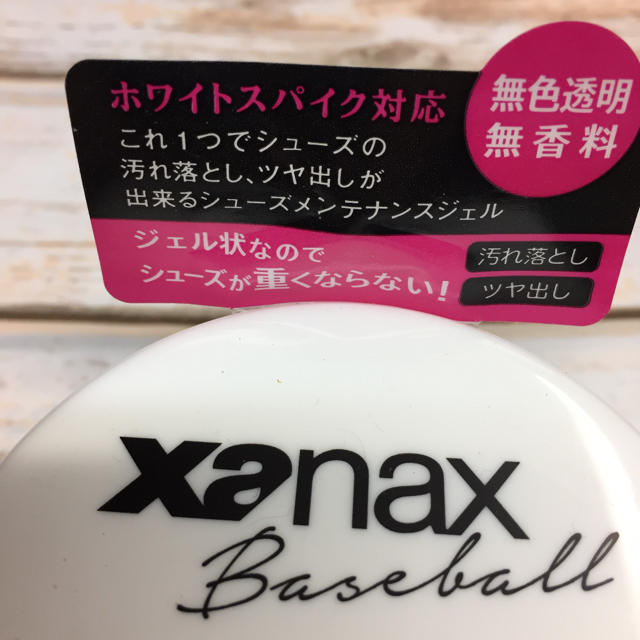 ホワイトスパイク対応
これ1つでシューズの
汚れ落とし、ツヤ出しが
出来るシューズメンテナンスジェル
無色透明
無香料
ジェル状なので
シューズが重くならない!
汚れ落とし
ツヤ出し
xanax
Baseball